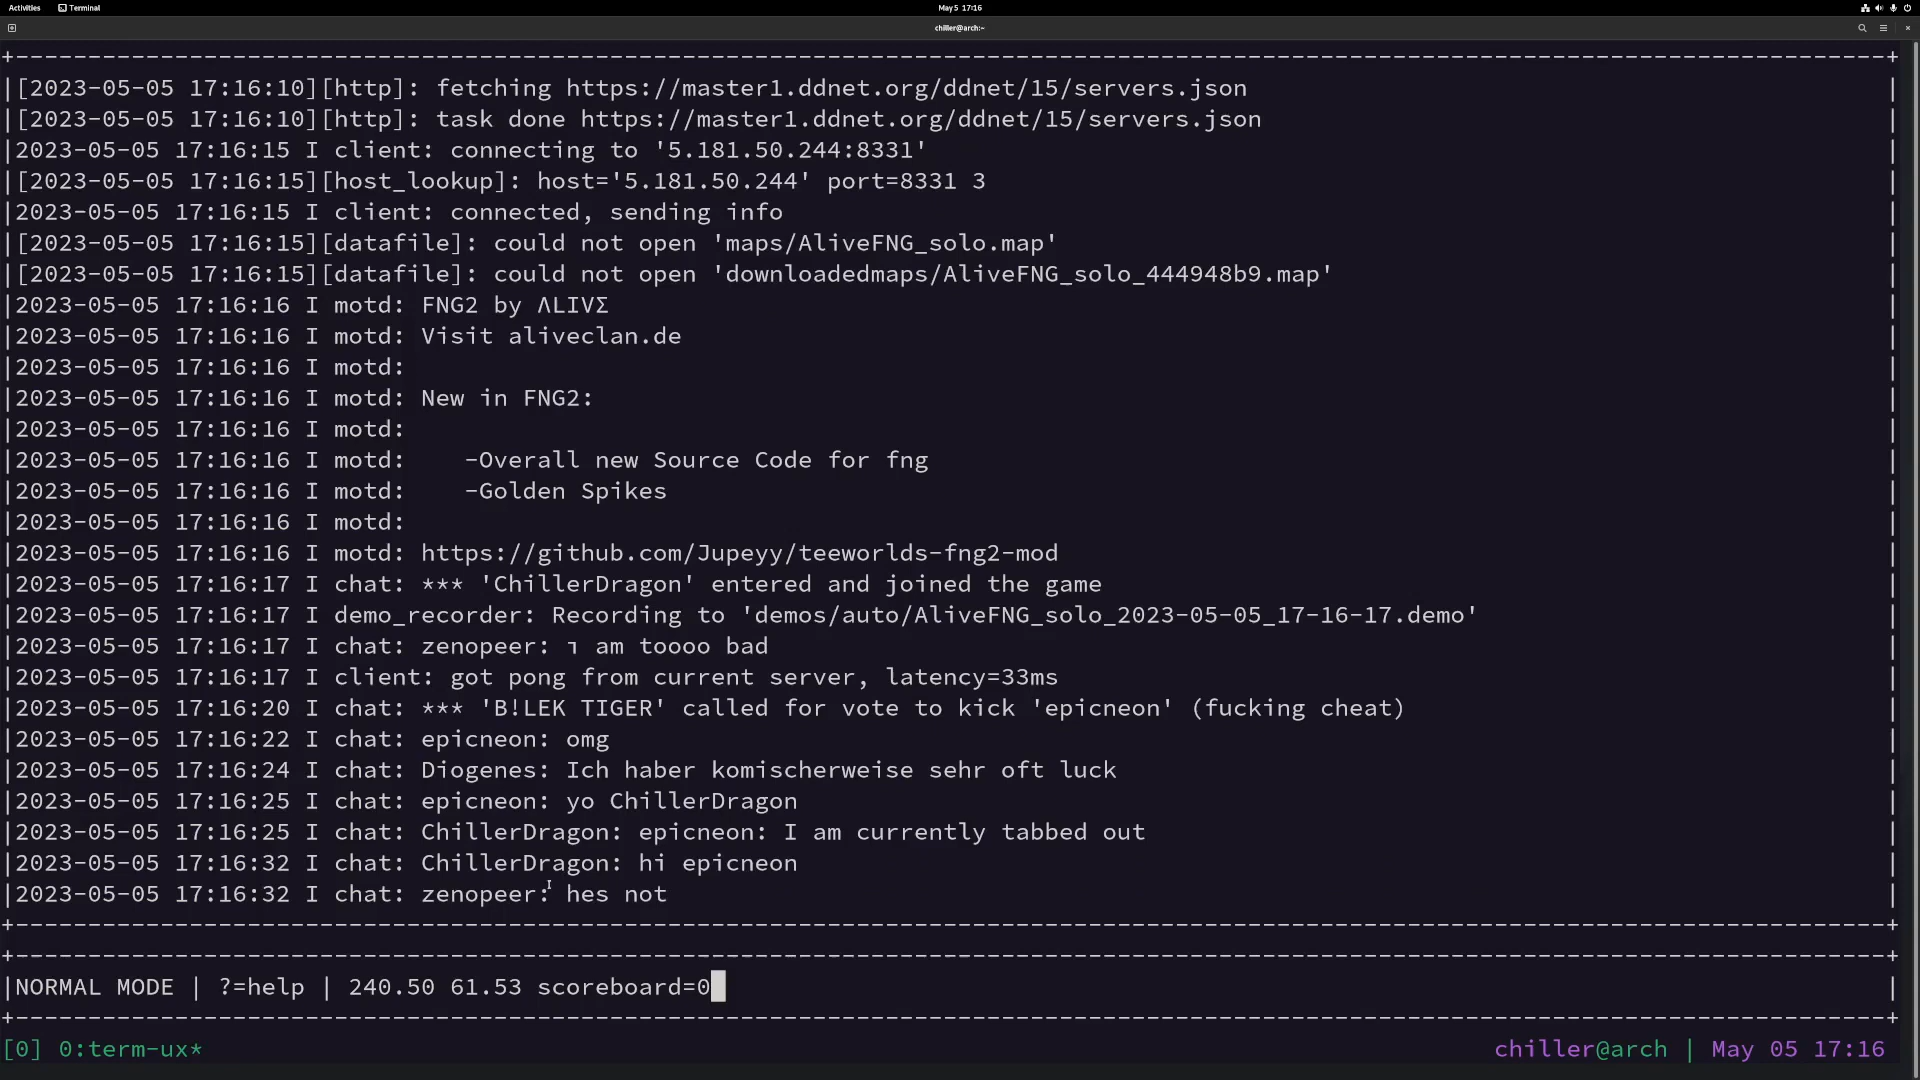 Activities Terminal May 5 17:16
chiller@arch:~
+------------------------------------------------------------------------------------------------------------------------------------+
|[2023-05-05 17:16:10][http]: fetching https://master1.ddnet.org/ddnet/15/servers.json |
|[2023-05-05 17:16:10][http]: task done https://master1.ddnet.org/ddnet/15/servers.json |
|2023-05-05 17:16:15 I client: connecting to '5.181.50.244:8331' |
|[2023-05-05 17:16:15][host_lookup]: host='5.181.50.244' port=8331 3 |
|2023-05-05 17:16:15 I client: connected, sending info |
|[2023-05-05 17:16:15][datafile]: could not open 'maps/AliveFNG_solo.map' |
|[2023-05-05 17:16:15][datafile]: could not open 'downloadedmaps/AliveFNG_solo_444948b9.map' |
|2023-05-05 17:16:16 I motd: FNG2 by ΛLIVΣ |
|2023-05-05 17:16:16 I motd: Visit aliveclan.de |
|2023-05-05 17:16:16 I motd: |
|2023-05-05 17:16:16 I motd: New in FNG2: |
|2023-05-05 17:16:16 I motd: |
|2023-05-05 17:16:16 I motd:    -Overall new Source Code for fng |
|2023-05-05 17:16:16 I motd:    -Golden Spikes |
|2023-05-05 17:16:16 I motd: |
|2023-05-05 17:16:16 I motd: https://github.com/Jupeyy/teeworlds-fng2-mod |
|2023-05-05 17:16:17 I chat: *** 'ChillerDragon' entered and joined the game |
|2023-05-05 17:16:17 I demo_recorder: Recording to 'demos/auto/AliveFNG_solo_2023-05-05_17-16-17.demo' |
|2023-05-05 17:16:17 I chat: zenopeer: ר am toooo bad |
|2023-05-05 17:16:17 I client: got pong from current server, latency=33ms |
|2023-05-05 17:16:20 I chat: *** 'B!LEK TIGER' called for vote to kick 'epicneon' (fucking cheat) |
|2023-05-05 17:16:22 I chat: epicneon: omg |
|2023-05-05 17:16:24 I chat: Diogenes: Ich haber komischerweise sehr oft luck |
|2023-05-05 17:16:25 I chat: epicneon: yo ChillerDragon |
|2023-05-05 17:16:25 I chat: ChillerDragon: epicneon: I am currently tabbed out |
|2023-05-05 17:16:32 I chat: ChillerDragon: hi epicneon |
|2023-05-05 17:16:32 I chat: zenopeer: hes not |
+------------------------------------------------------------------------------------------------------------------------------------+
+------------------------------------------------------------------------------------------------------------------------------------+
|NORMAL MODE | ?=help | 240.50 61.53 scoreboard=0 |
+------------------------------------------------------------------------------------------------------------------------------------+
[0] 0:term-ux* chiller@arch | May 05 17:16